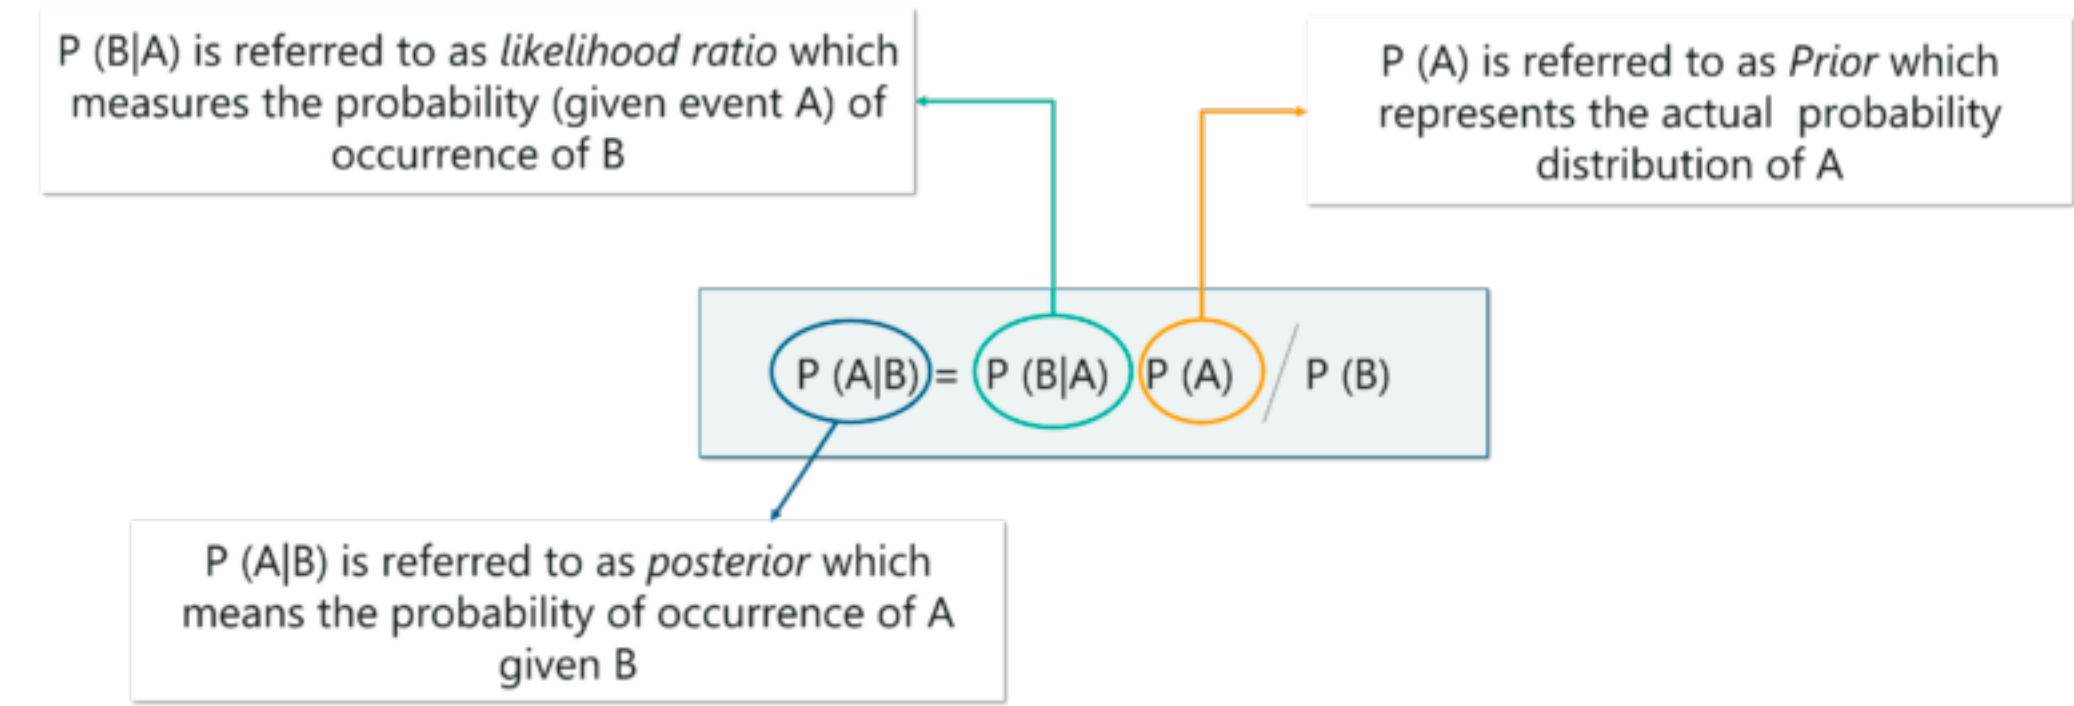 P (B|A) is referred to as likelihood ratio which
measures the probability (given event A) of
occurrence of B
P (A) is referred to as Prior which
represents the actual  probability
distribution of A
P (A|B) = P (B|A) P (A) / P (B)
P (A|B) is referred to as posterior which
means the probability of occurrence of A
given B